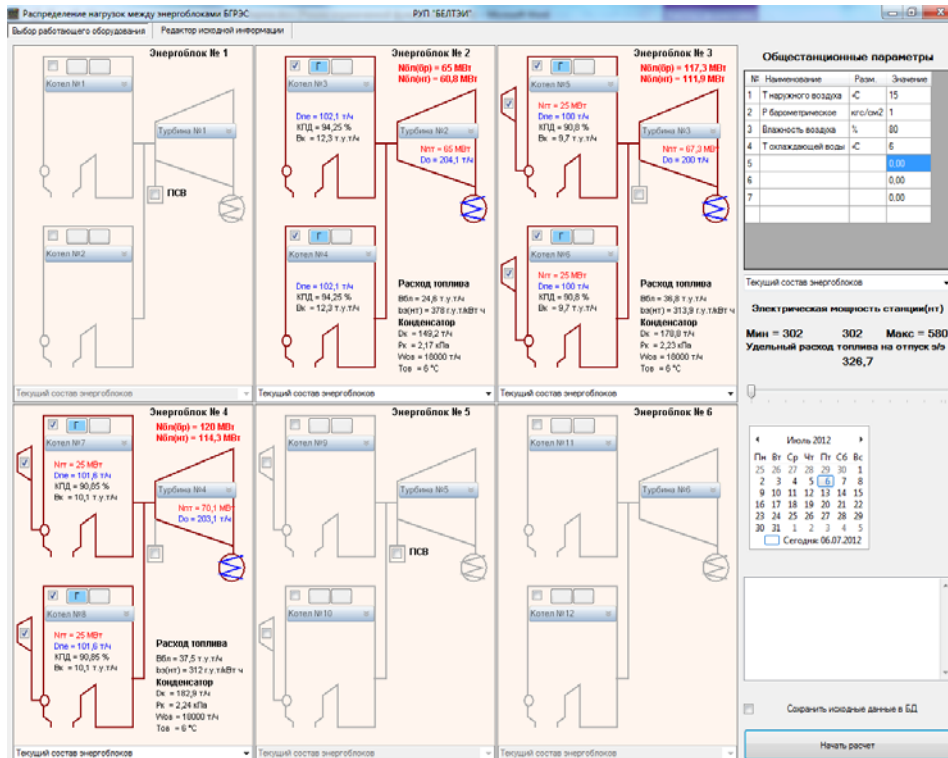 Распределение нагрузок между энергоблоками БГРЭС
РУП "БЕЛТЭИ"
Выбор работающего оборудования
Редактор исходной информации
Энергоблок № 1
Котел №1
Турбина №1
ПСВ
Котел №2
Текущий состав энергоблоков
Энергоблок № 2
Nбл(бр) = 65 МВт
Nбл(нт) = 60,8 МВт
Г
Котел №3
Dпе = 102,1 т/ч
КПД = 94,25 %
Вк = 12,3 т.у.т/ч
Турбина №2
Nпт = 65 МВт
Do = 204,1 т/ч
Г
Котел №4
Dпе = 102,1 т/ч
КПД = 94,25 %
Вк = 12,3 т.у.т/ч
Расход топлива
Вбл = 24,6 т.у.т/ч
bэ(нт) = 378 г.у.т/кВт ч
Конденсатор
Dк = 149,2 т/ч
Рк = 2,17 кПа
Wов = 18000 т/ч
Тов = 6 °C
Текущий состав энергоблоков
Энергоблок № 3
Nбл(бр) = 117,3 МВт
Nбл(нт) = 111,9 МВт
Г
Котел №5
Nгт = 25 МВт
Dпе = 100 т/ч
КПД = 90,8 %
Вк = 9,7 т.у.т/ч
Турбина №3
Nпт = 67,3 МВт
Do = 200 т/ч
Г
Котел №6
Nгт = 25 МВт
Dпе = 100 т/ч
КПД = 90,8 %
Вк = 9,7 т.у.т/ч
Расход топлива
Вбл = 36,8 т.у.т/ч
bэ(нт) = 313,9 г.у.т/кВт ч
Конденсатор
Dк = 178,8 т/ч
Рк = 2,23 кПа
Wов = 18000 т/ч
Тов = 6 °C
Текущий состав энергоблоков
Энергоблок № 4
Nбл(бр) = 120 МВт
Nбл(нт) = 114,3 МВт
Г
Котел №7
Nгт = 25 МВт
Dпе = 101,6 т/ч
КПД = 90,85 %
Вк = 10,1 т.у.т/ч
Турбина №4
Nпт = 70,1 МВт
Do = 203,1 т/ч
Г
Котел №8
Nгт = 25 МВт
Dпе = 101,6 т/ч
КПД = 90,85 %
Вк = 10,1 т.у.т/ч
Расход топлива
Вбл = 37,5 т.у.т/ч
bэ(нт) = 312 г.у.т/кВт ч
Конденсатор
Dк = 182,9 т/ч
Рк = 2,24 кПа
Wов = 18000 т/ч
Тов = 6 °C
Текущий состав энергоблоков
Энергоблок № 5
Котел №9
Турбина №5
ПСВ
Котел №10
Текущий состав энергоблоков
Энергоблок № 6
Котел №11
Турбина №6
Котел №12
Текущий состав энергоблоков
Общестанционные параметры
№ Наименование Разм. Значение
1 Т наружного воздуха °C 15
2 Р барометрическое кгс/см2 1
3 Влажность воздуха % 80
4 Т охлаждающей воды °C 6
5 0,00
6 0,00
7 0,00
Текущий состав энергоблоков
Электрическая мощность станции(нт)
Мин = 302 302 Макс = 580
Удельный расход топлива на отпуск э/э
326,7
Июль 2012
Пн Вт Ср Чт Пт Сб Вс
25 26 27 28 29 30 1
2 3 4 5 6 7 8
9 10 11 12 13 14 15
16 17 18 19 20 21 22
23 24 25 26 27 28 29
30 31 1 2 3 4 5
Сегодня: 06.07.2012
Сохранить исходные данные в БД
Начать расчет